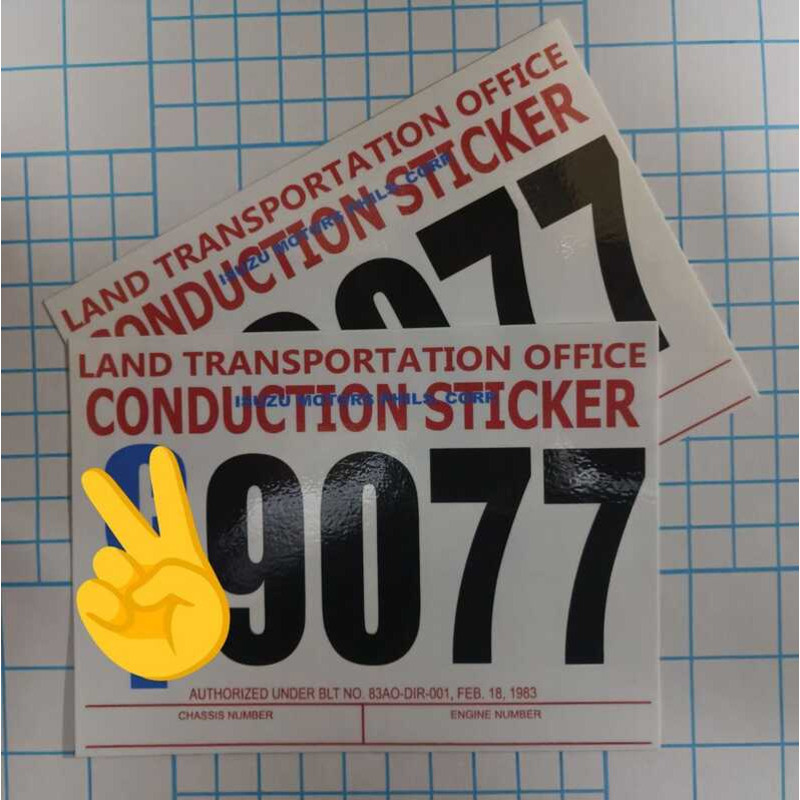 LAND TRANSPORTATION OFFICE
CONDUCTION STICKER
ISUZU MOTORS PHILS. CORP
77
LAND TRANSPORTATION OFFICE
CONDUCTION STICKER
ISUZU MOTORS PHILS. CORP
9077
AUTHORIZED UNDER BLT NO. 83AO-DIR-001, FEB. 18, 1983
CHASSIS NUMBER
ENGINE NUMBER